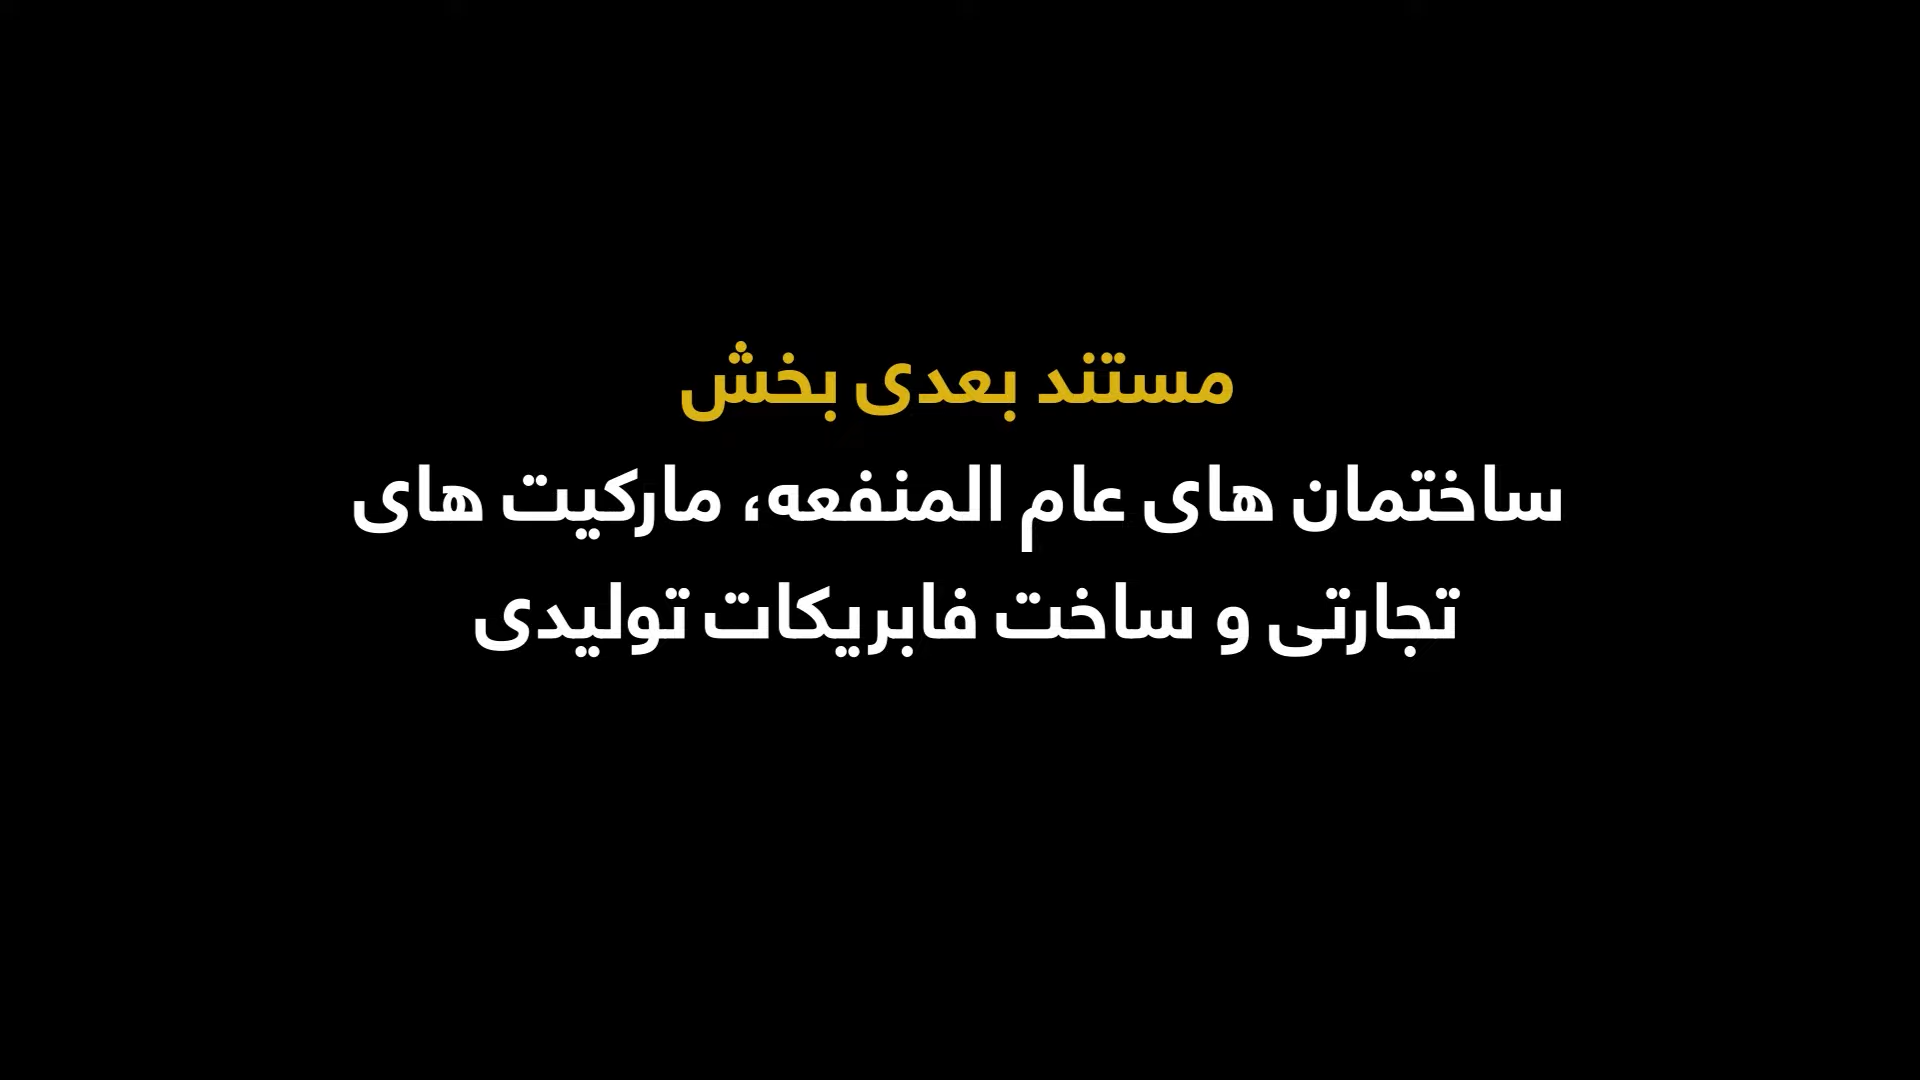 مستند بعدی بخش
ساختمان های عام المنفعه، مارکیت های
تجارتی و ساخت فابریکات تولیدی